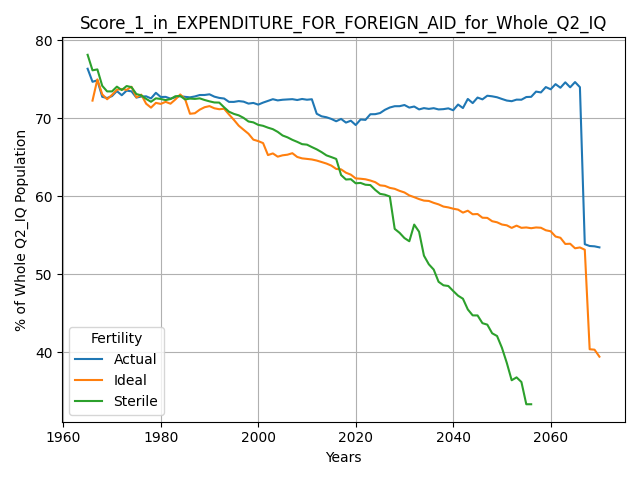 Score_1_in_EXPENDITURE_FOR_FOREIGN_AID_for_Whole_Q2_IQ
80
70
60
50
40
% of Whole Q2_IQ Population
Fertility
Actual
Ideal
Sterile
1960 1980 2000 2020 2040 2060
Years